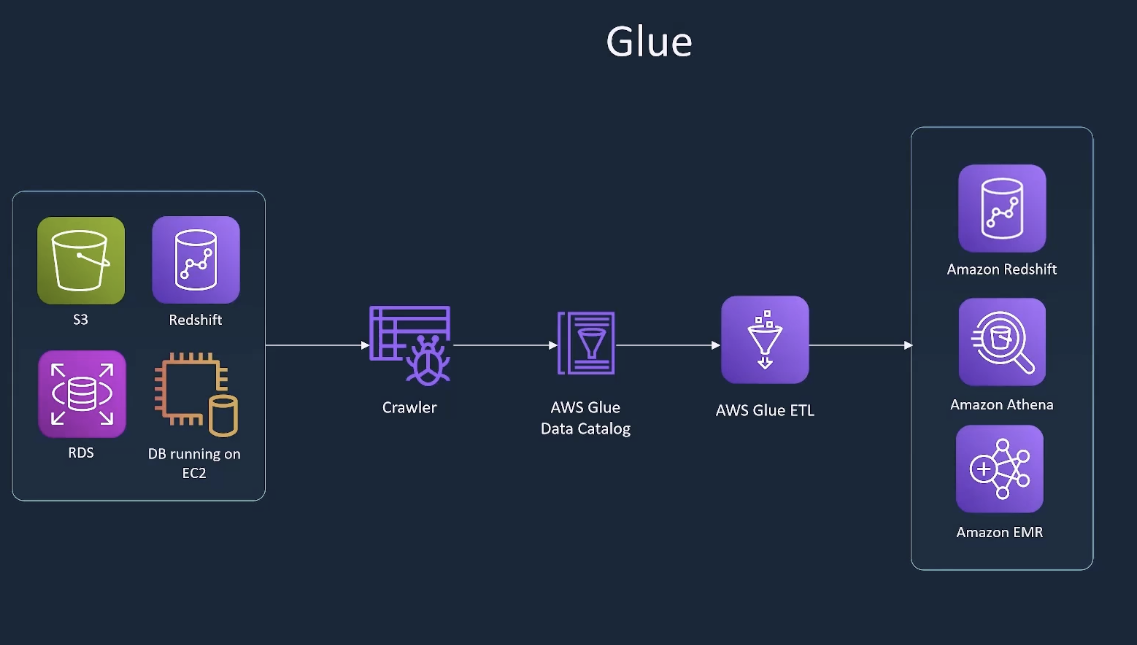 Glue
S3
Redshift
RDS
DB running on
EC2
Crawler
AWS Glue
Data Catalog
AWS Glue ETL
Amazon Redshift
Amazon Athena
Amazon EMR